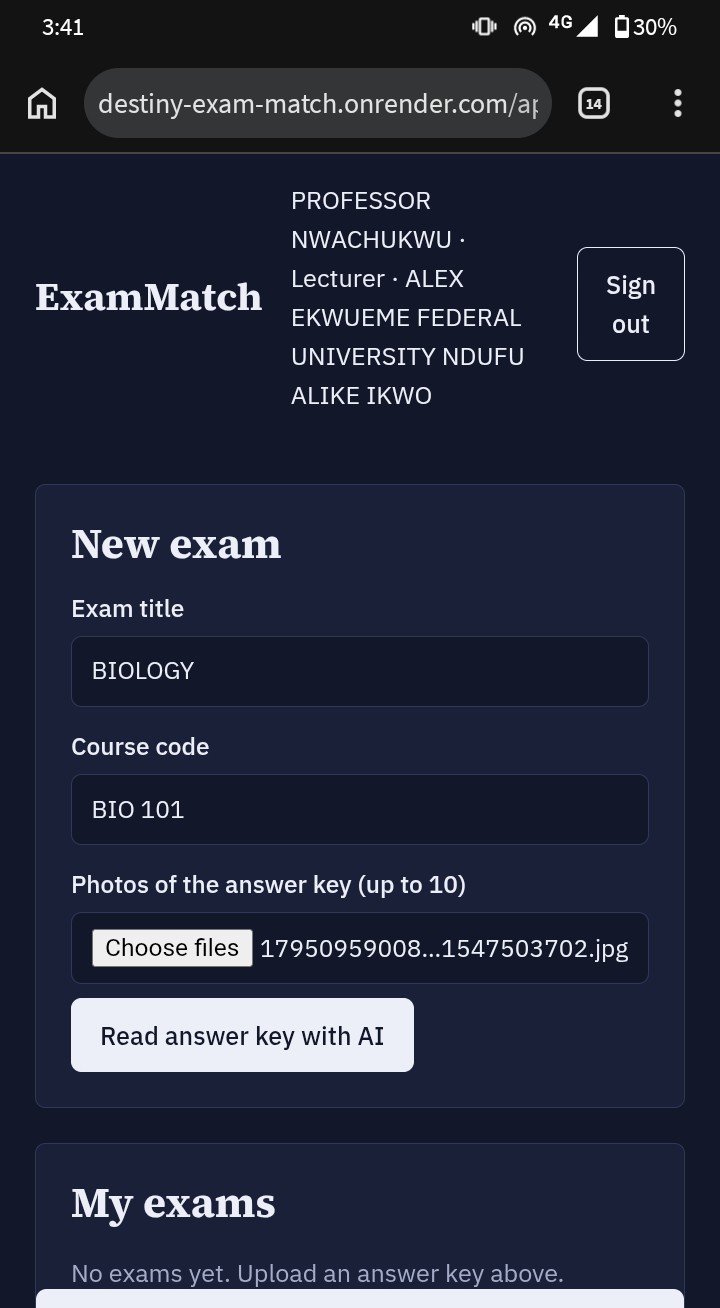 3:41
4G
30%
destiny-exam-match.onrender.com/ap
14
ExamMatch
PROFESSOR
NWACHUKWU ·
Lecturer · ALEX
EKWUEME FEDERAL
UNIVERSITY NDUFU
ALIKE IKWO
Sign
out
New exam
Exam title
BIOLOGY
Course code
BIO 101
Photos of the answer key (up to 10)
Choose files 17950959008...1547503702.jpg
Read answer key with AI
My exams
No exams yet. Upload an answer key above.